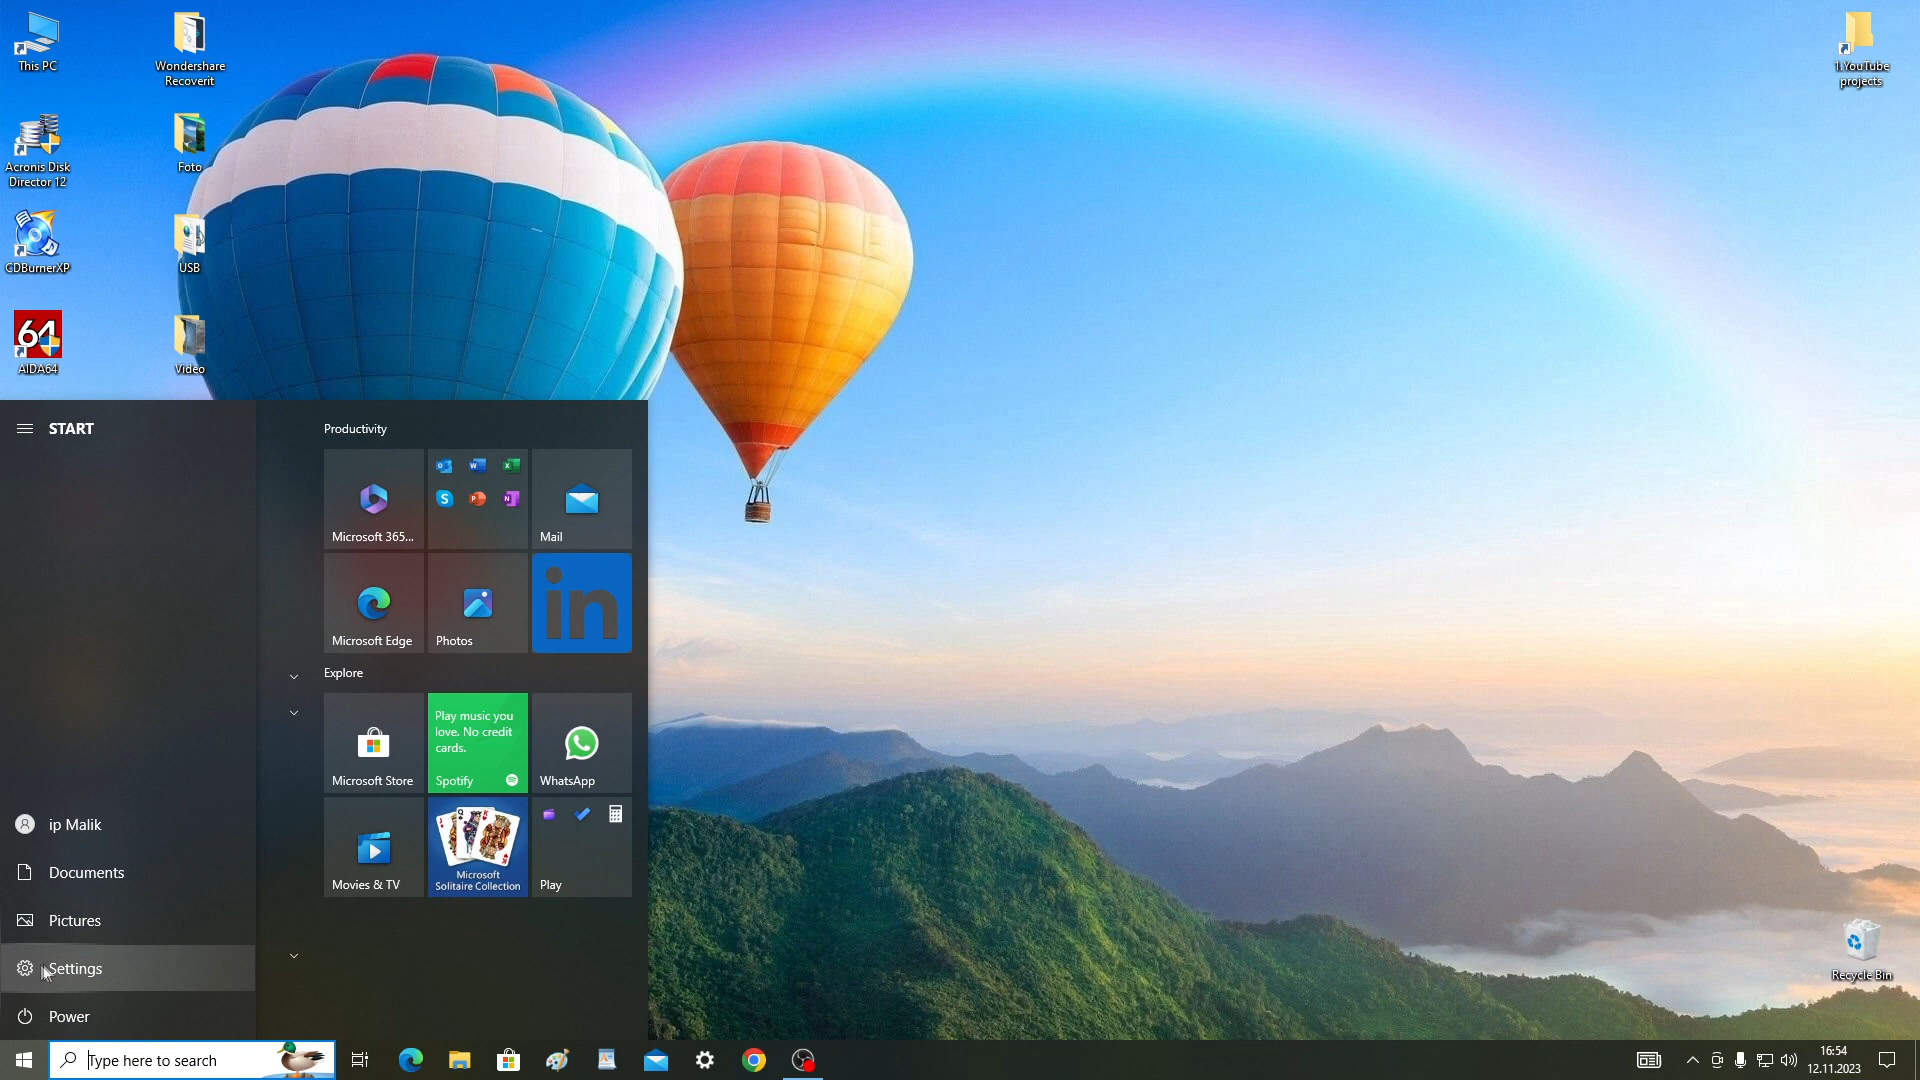 This PC
Wondershare
Recoverit
1.YouTube
projects
Acronis Disk
Director 12
Foto
CDBurnerXP
USB
64
AIDA64
Video
START
Productivity
Microsoft 365...
Mail
Microsoft Edge
Photos
in
Explore
Microsoft Store
Play music you
love. No credit
cards.
Spotify
WhatsApp
Movies & TV
Microsoft
Solitaire Collection
Play
ip Malik
Documents
Pictures
Settings
Power
Recycle Bin
Type here to search
16:54
12.11.2023